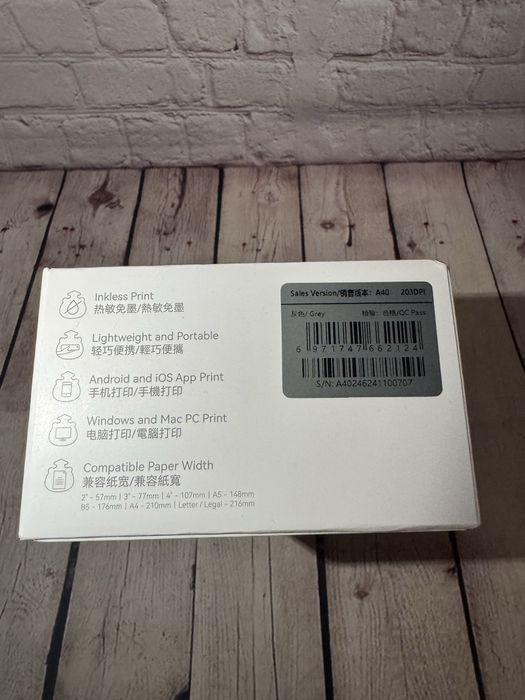 Inkless Print
热敏免墨/熱敏免墨
Lightweight and Portable
轻巧便携/輕巧便攜
Android and iOS App Print
手机打印/手機打印
Windows and Mac PC Print
电脑打印/電腦打印
Compatible Paper Width
兼容纸宽/兼容紙寬
2" - 57mm | 3" - 77mm | 4" - 107mm | A5 - 148mm
B5 - 176mm | A4 - 210mm | Letter / Legal - 216mm
Sales Version/销售版本: A40 203DPI
灰色/ Grey 检验: 合格/QC Pass
6 971747 662124
S/N: A40246241100707